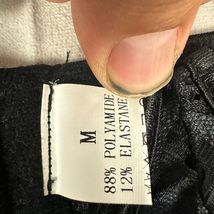 M
88% POLYAMIDE
12% ELASTANE